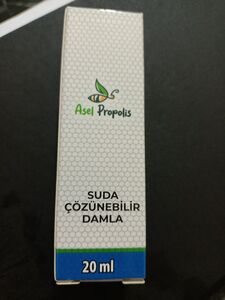 Asel Propolis
SUDA
ÇÖZÜNEBİLİR
DAMLA
20 ml